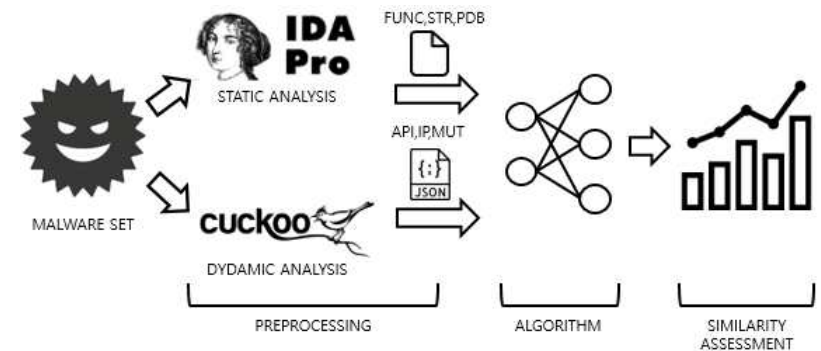 IDA
Pro
FUNC,STR,PDB
STATIC ANALYSIS
API,IP,MUT
{:}
JSON
MALWARE SET
cuckoo
DYDAMIC ANALYSIS
PREPROCESSING
ALGORITHM
SIMILARITY
ASSESSMENT